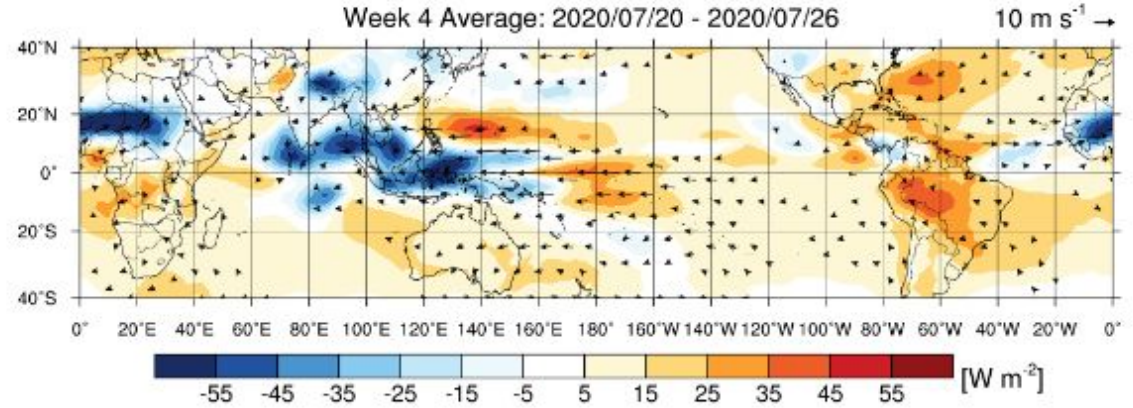 Week 4 Average: 2020/07/20 - 2020/07/26
10 m s⁻¹
40°N
20°N
0°
20°S
40°S
0° 20°E 40°E 60°E 80°E 100°E 120°E 140°E 160°E 180° 160°W 140°W 120°W 100°W 80°W 60°W 40°W 20°W 0°
-55 -45 -35 -25 -15 -5 5 15 25 35 45 55 [W m⁻²]